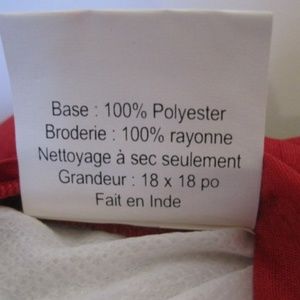 Base : 100% Polyester
Broderie : 100% rayonne
Nettoyage à sec seulement
Grandeur : 18 x 18 po
Fait en Inde